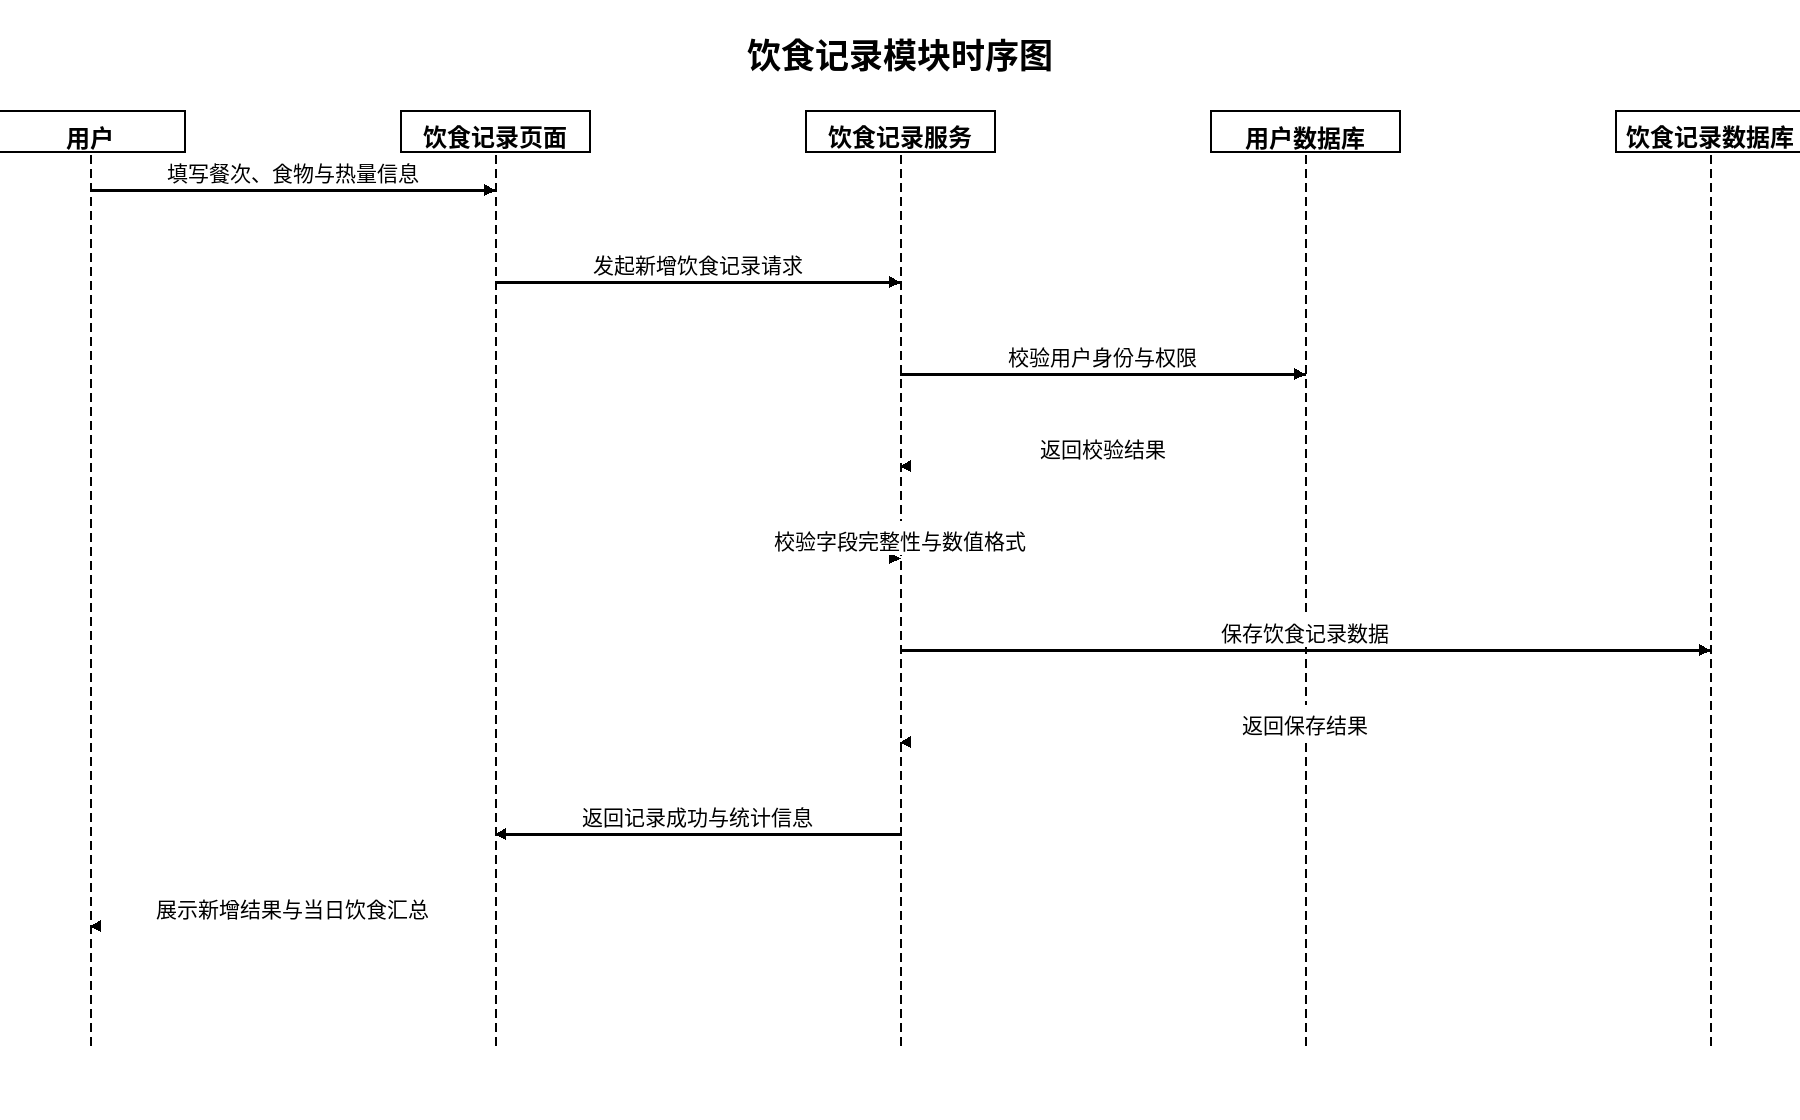 饮食记录模块时序图
用户
饮食记录页面
饮食记录服务
用户数据库
饮食记录数据库
填写餐次、食物与热量信息
发起新增饮食记录请求
校验用户身份与权限
返回校验结果
校验字段完整性与数值格式
保存饮食记录数据
返回保存结果
返回记录成功与统计信息
展示新增结果与当日饮食汇总